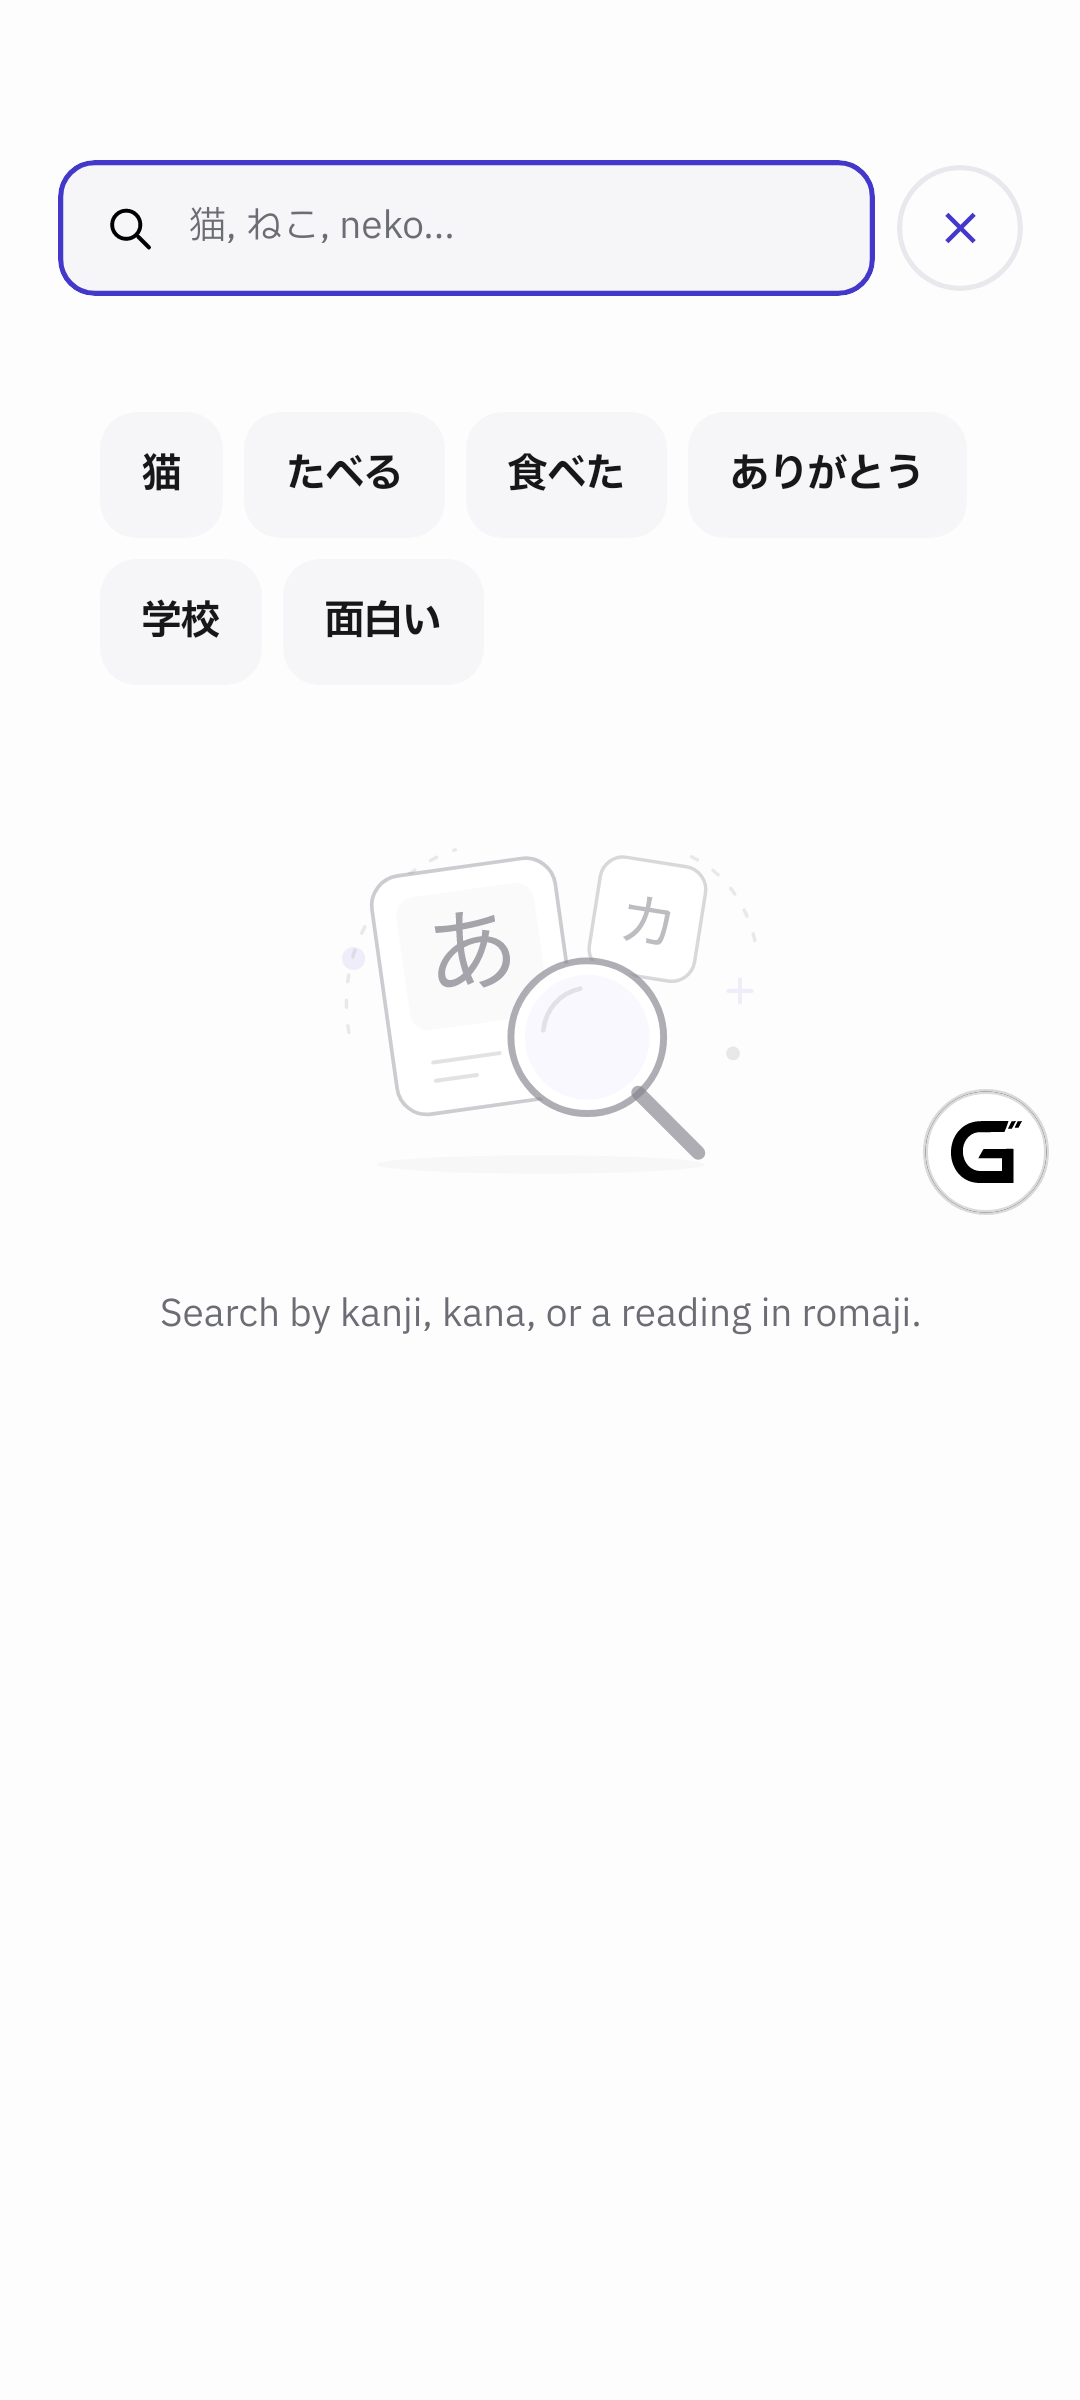 猫, ねこ, neko...
猫 たべる 食べた ありがとう
学校 面白い
あ カ
G
Search by kanji, kana, or a reading in romaji.